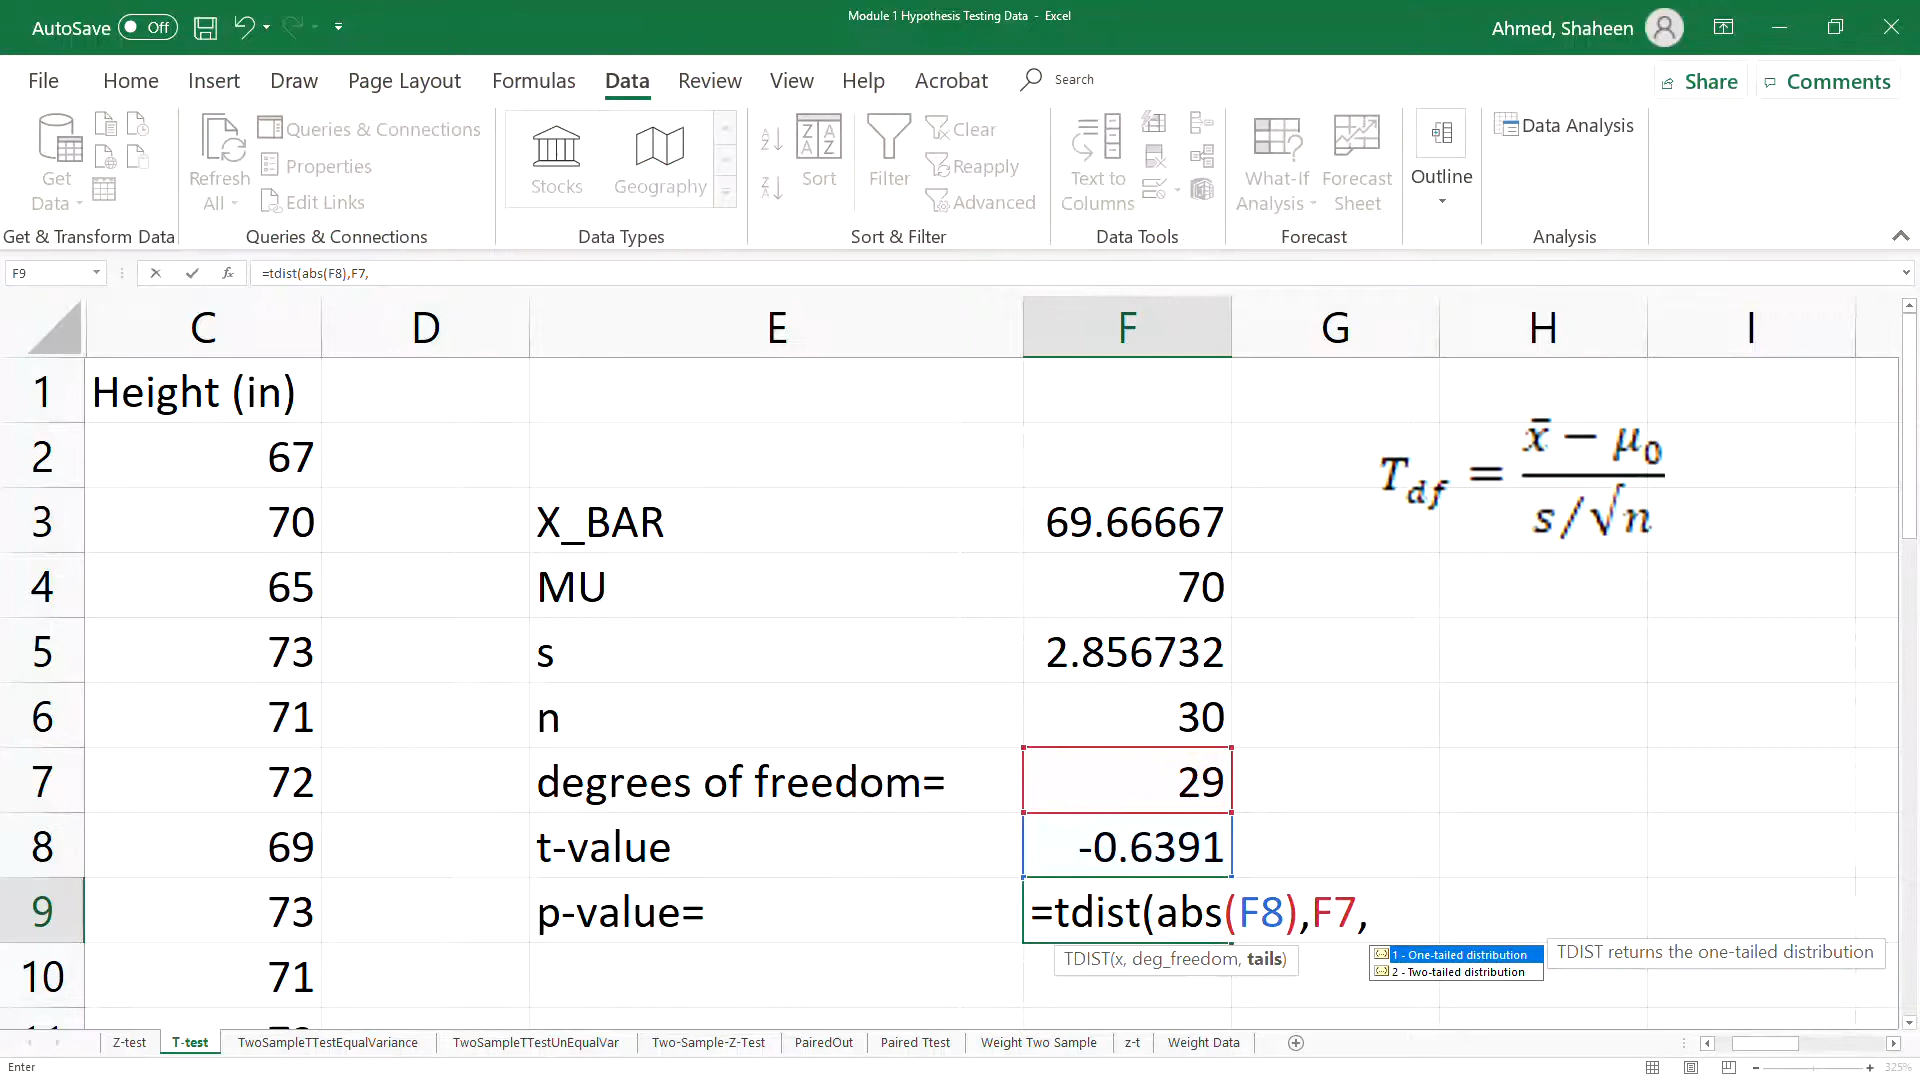 AutoSave Off
Module 1 Hypothesis Testing Data - Excel
Ahmed, Shaheen
File Home Insert Draw Page Layout Formulas Data Review View Help Acrobat Search Share Comments
Get Data
Refresh All
Queries & Connections
Properties
Edit Links
Stocks
Geography
Sort
Filter
Clear
Reapply
Advanced
Text to Columns
What-If Analysis
Forecast Sheet
Outline
Data Analysis
Get & Transform Data
Queries & Connections
Data Types
Sort & Filter
Data Tools
Forecast
Analysis
F9 fx =tdist(abs(F8),F7,
C D E F G H I
1 Height (in)
2 67
3 70 X_BAR 69.66667
4 65 MU 70
5 73 s 2.856732
6 71 n 30
7 72 degrees of freedom= 29
8 69 t-value -0.6391
9 73 p-value= =tdist(abs(F8),F7,
10 71
T_df = (x̄ − μ_0) / (s/√n)
TDIST(x, deg_freedom, tails)
1 - One-tailed distribution
2 - Two-tailed distribution
TDIST returns the one-tailed distribution
Z-test T-test TwoSampleTTestEqualVariance TwoSampleTTestUnEqualVar Two-Sample-Z-Test PairedOut Paired Ttest Weight Two Sample z-t Weight Data
Enter
325%